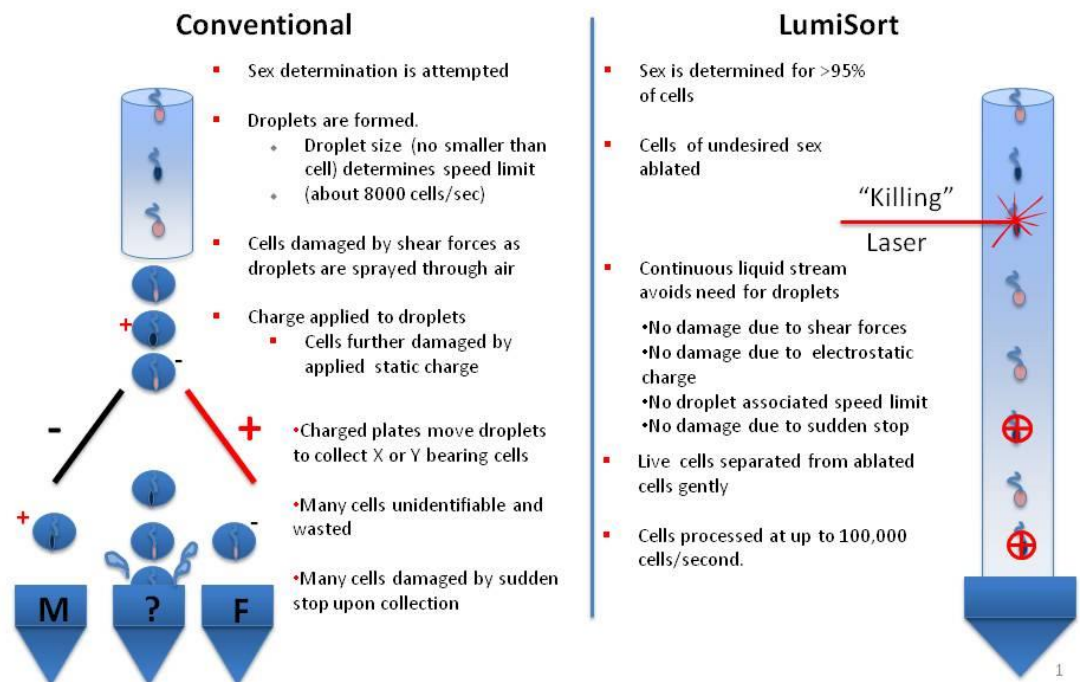 Conventional
Sex determination is attempted
Droplets are formed.
Droplet size (no smaller than
cell) determines speed limit
(about 8000 cells/sec)
Cells damaged by shear forces as
droplets are sprayed through air
Charge applied to droplets
Cells further damaged by
applied static charge
+
-
-
+
•Charged plates move droplets
to collect X or Y bearing cells
•Many cells unidentifiable and
wasted
•Many cells damaged by sudden
stop upon collection
+
-
M
?
F
LumiSort
Sex is determined for >95%
of cells
Cells of undesired sex
ablated
“Killing”
Laser
Continuous liquid stream
avoids need for droplets
•No damage due to shear forces
•No damage due to electrostatic
charge
•No droplet associated speed limit
•No damage due to sudden stop
Live cells separated from ablated
cells gently
Cells processed at up to 100,000
cells/second.
1